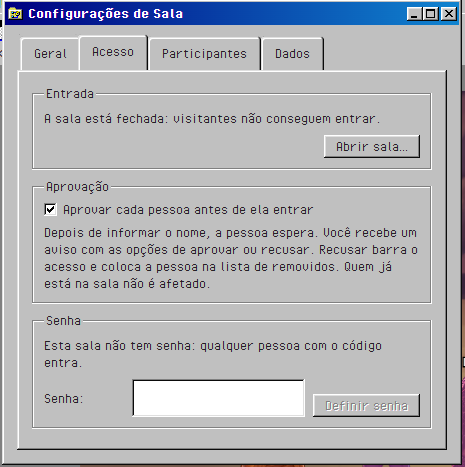 Configurações de Sala
Geral
Acesso
Participantes
Dados
Entrada
A sala está fechada: visitantes não conseguem entrar.
Abrir sala...
Aprovação
Aprovar cada pessoa antes de ela entrar
Depois de informar o nome, a pessoa espera. Você recebe um
aviso com as opções de aprovar ou recusar. Recusar barra o
acesso e coloca a pessoa na lista de removidos. Quem já
está na sala não é afetado.
Senha
Esta sala não tem senha: qualquer pessoa com o código
entra.
Senha:
Definir senha